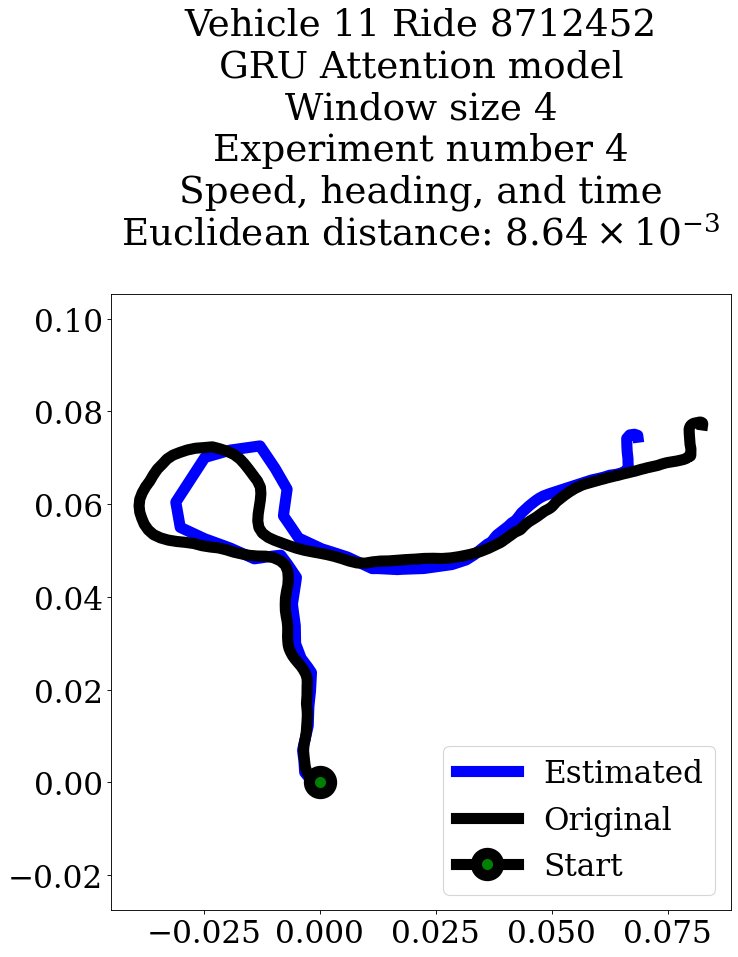 Vehicle 11 Ride 8712452
GRU Attention model
Window size 4
Experiment number 4
Speed, heading, and time
Euclidean distance: 8.64 × 10⁻³
0.10
0.08
0.06
0.04
0.02
0.00
−0.02
−0.025 0.000 0.025 0.050 0.075
Estimated
Original
Start